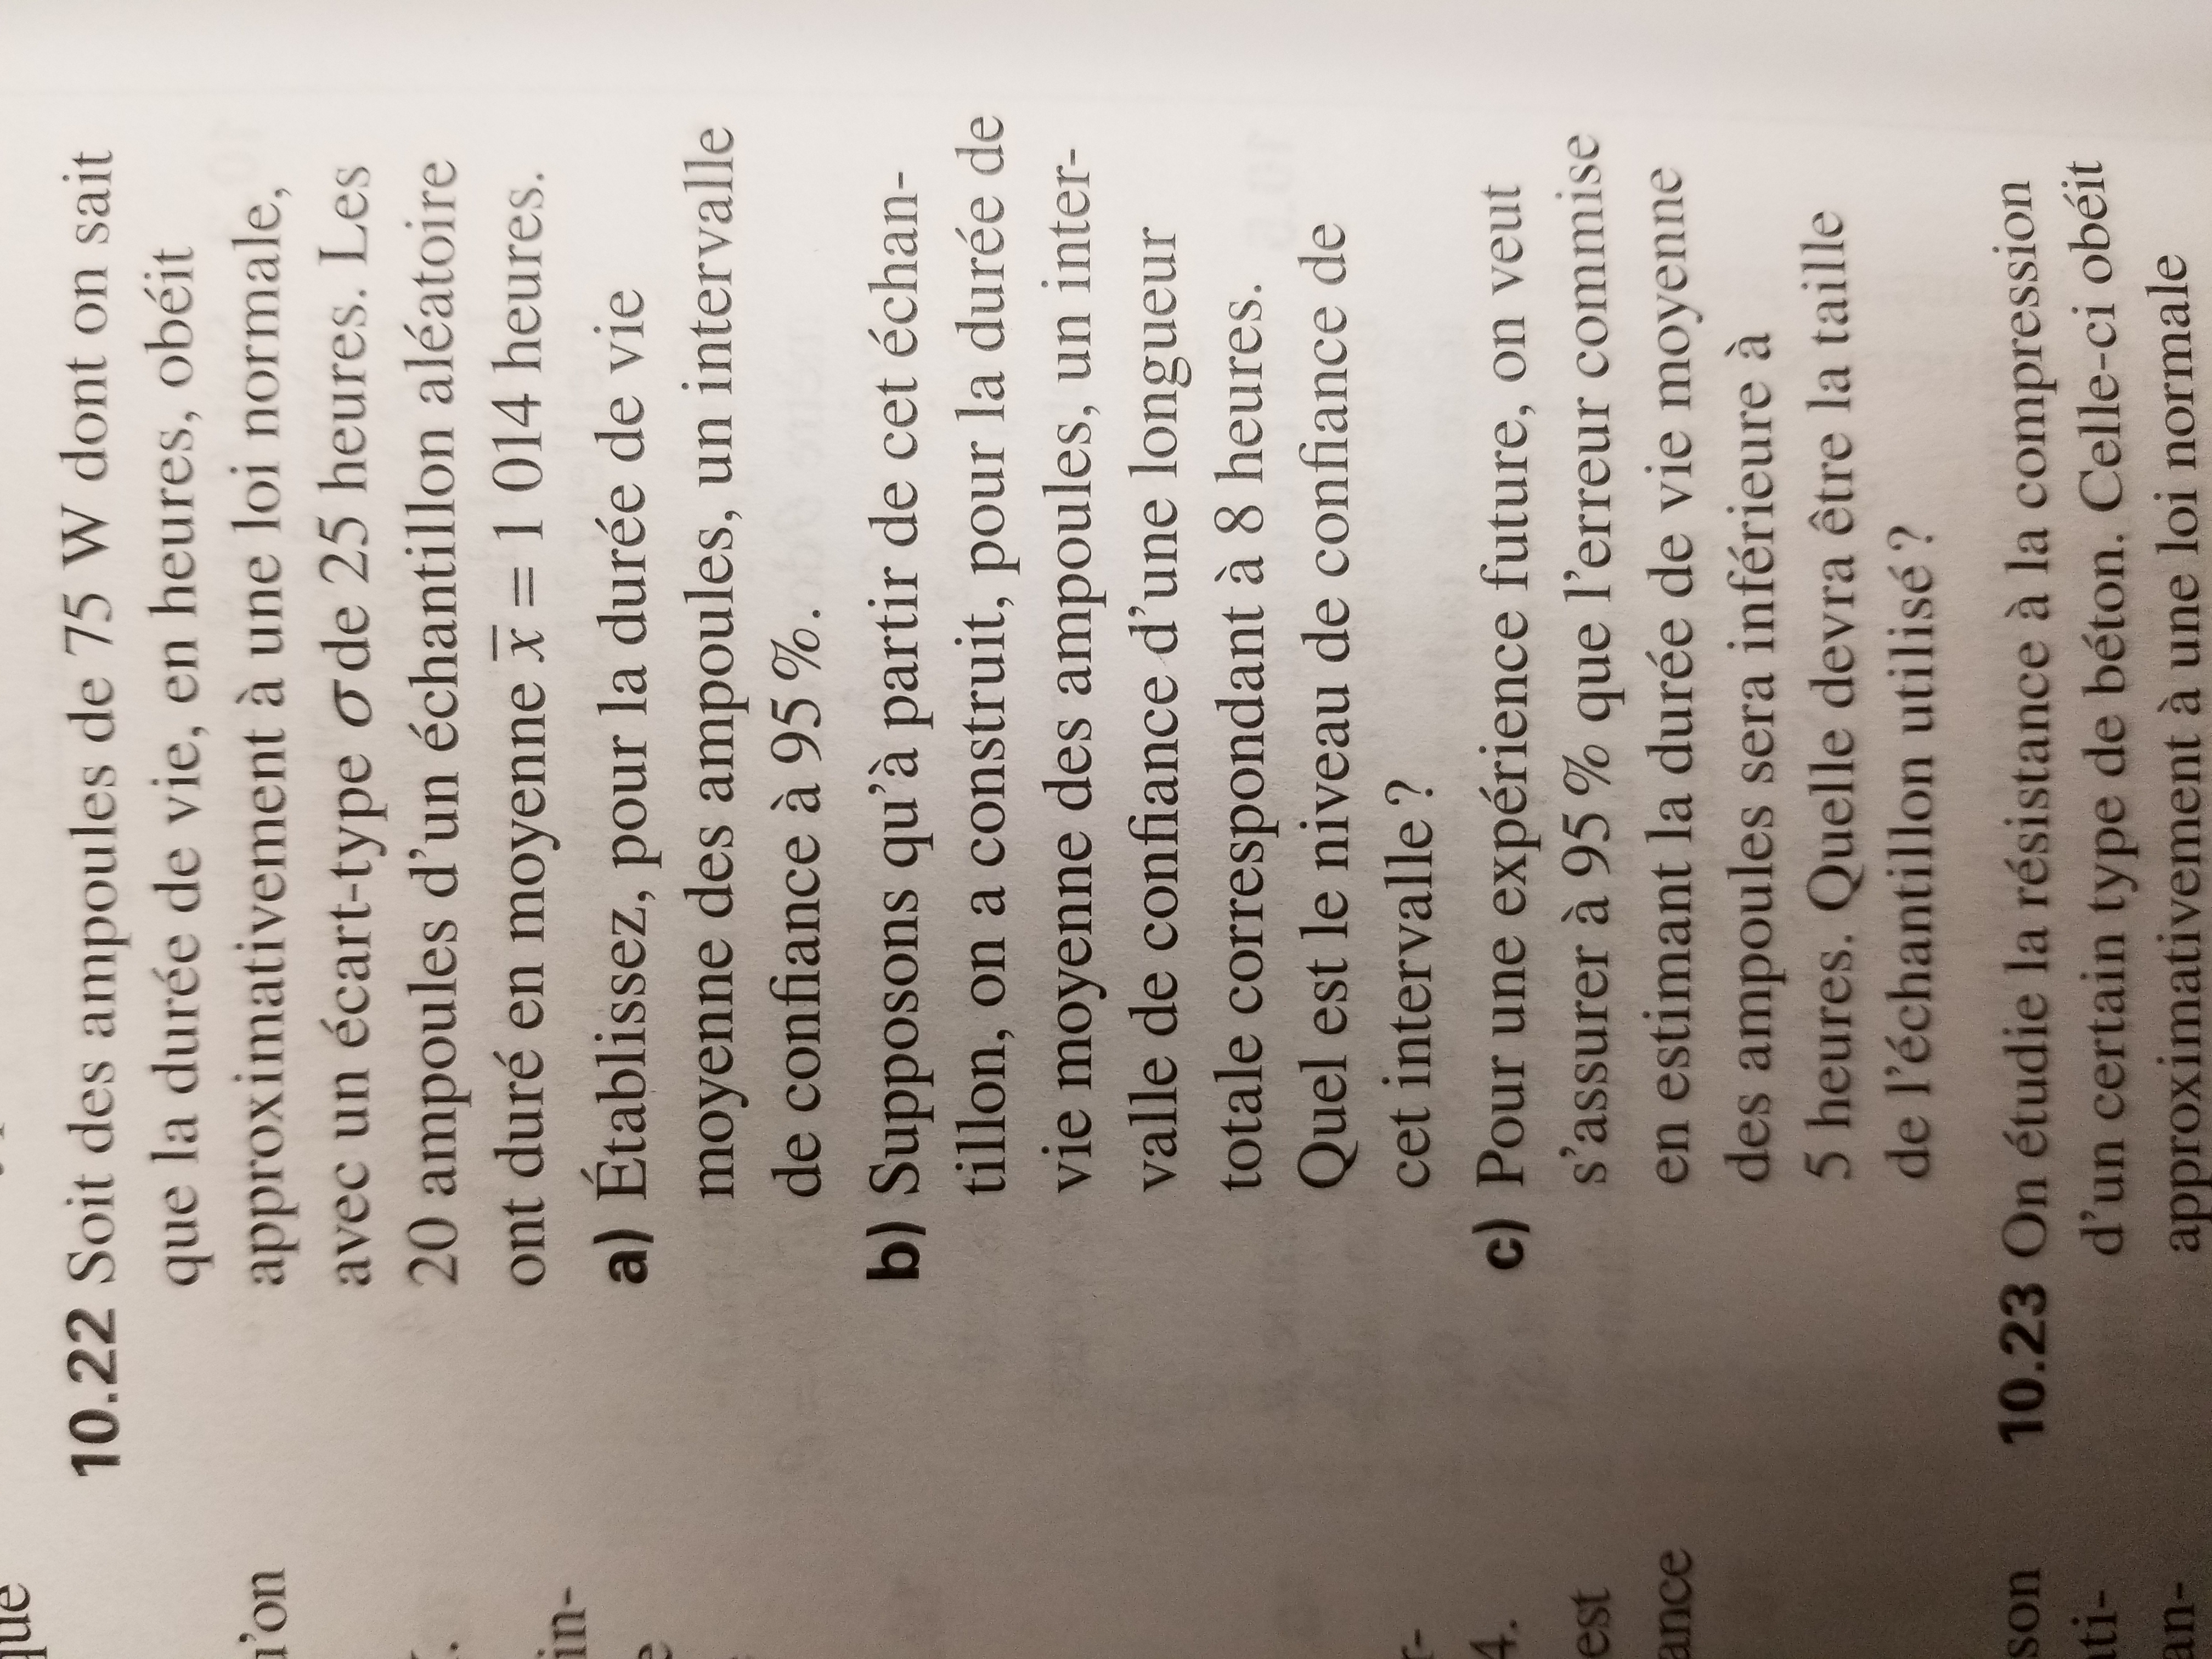 que
10.22 Soit des ampoules de 75 W dont on sait
que la durée de vie, en heures, obéit
u'on
approximativement à une loi normale,
avec un écart-type σ de 25 heures. Les
20 ampoules d'un échantillon aléatoire
ont duré en moyenne x̅ = 1 014 heures.
in-
a) Établissez, pour la durée de vie
e
moyenne des ampoules, un intervalle
de confiance à 95 %.
b) Supposons qu'à partir de cet échan-
tillon, on a construit, pour la durée de
vie moyenne des ampoules, un inter-
valle de confiance d'une longueur
totale correspondant à 8 heures.
Quel est le niveau de confiance de
r-
cet intervalle ?
4.
c) Pour une expérience future, on veut
est
s'assurer à 95 % que l'erreur commise
ance
en estimant la durée de vie moyenne
des ampoules sera inférieure à
5 heures. Quelle devra être la taille
de l'échantillon utilisé ?
son
10.23 On étudie la résistance à la compression
ati-
d'un certain type de béton. Celle-ci obéit
an-
approximativement à une loi normale